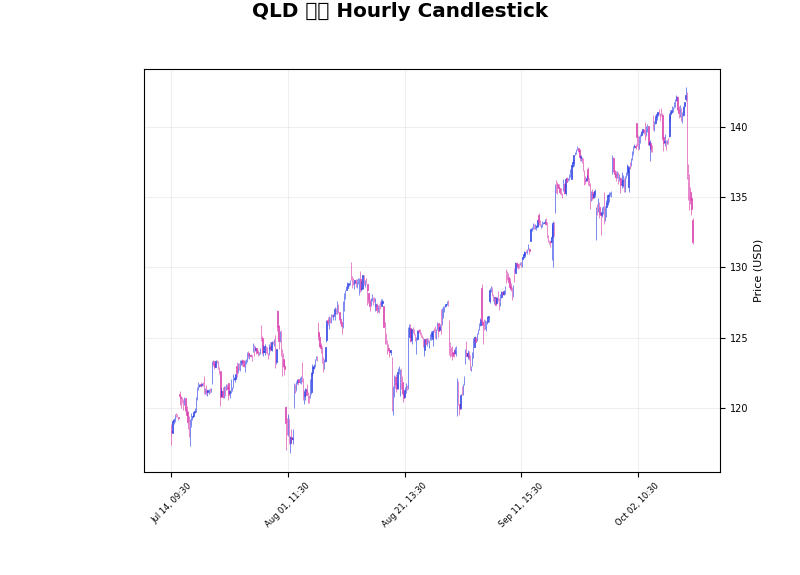 QLD Hourly Candlestick
140
135
130
125
120
Price (USD)
Jul 14, 09:30
Aug 01, 11:30
Aug 21, 13:30
Sep 11, 15:30
Oct 02, 10:30